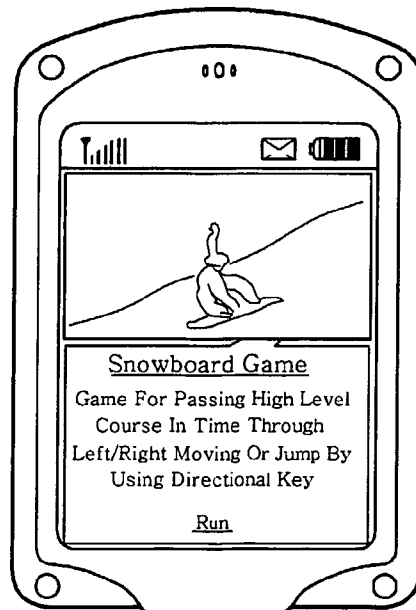 Snowboard Game
Game For Passing High Level
Course In Time Through
Left/Right Moving Or Jump By
Using Directional Key
Run